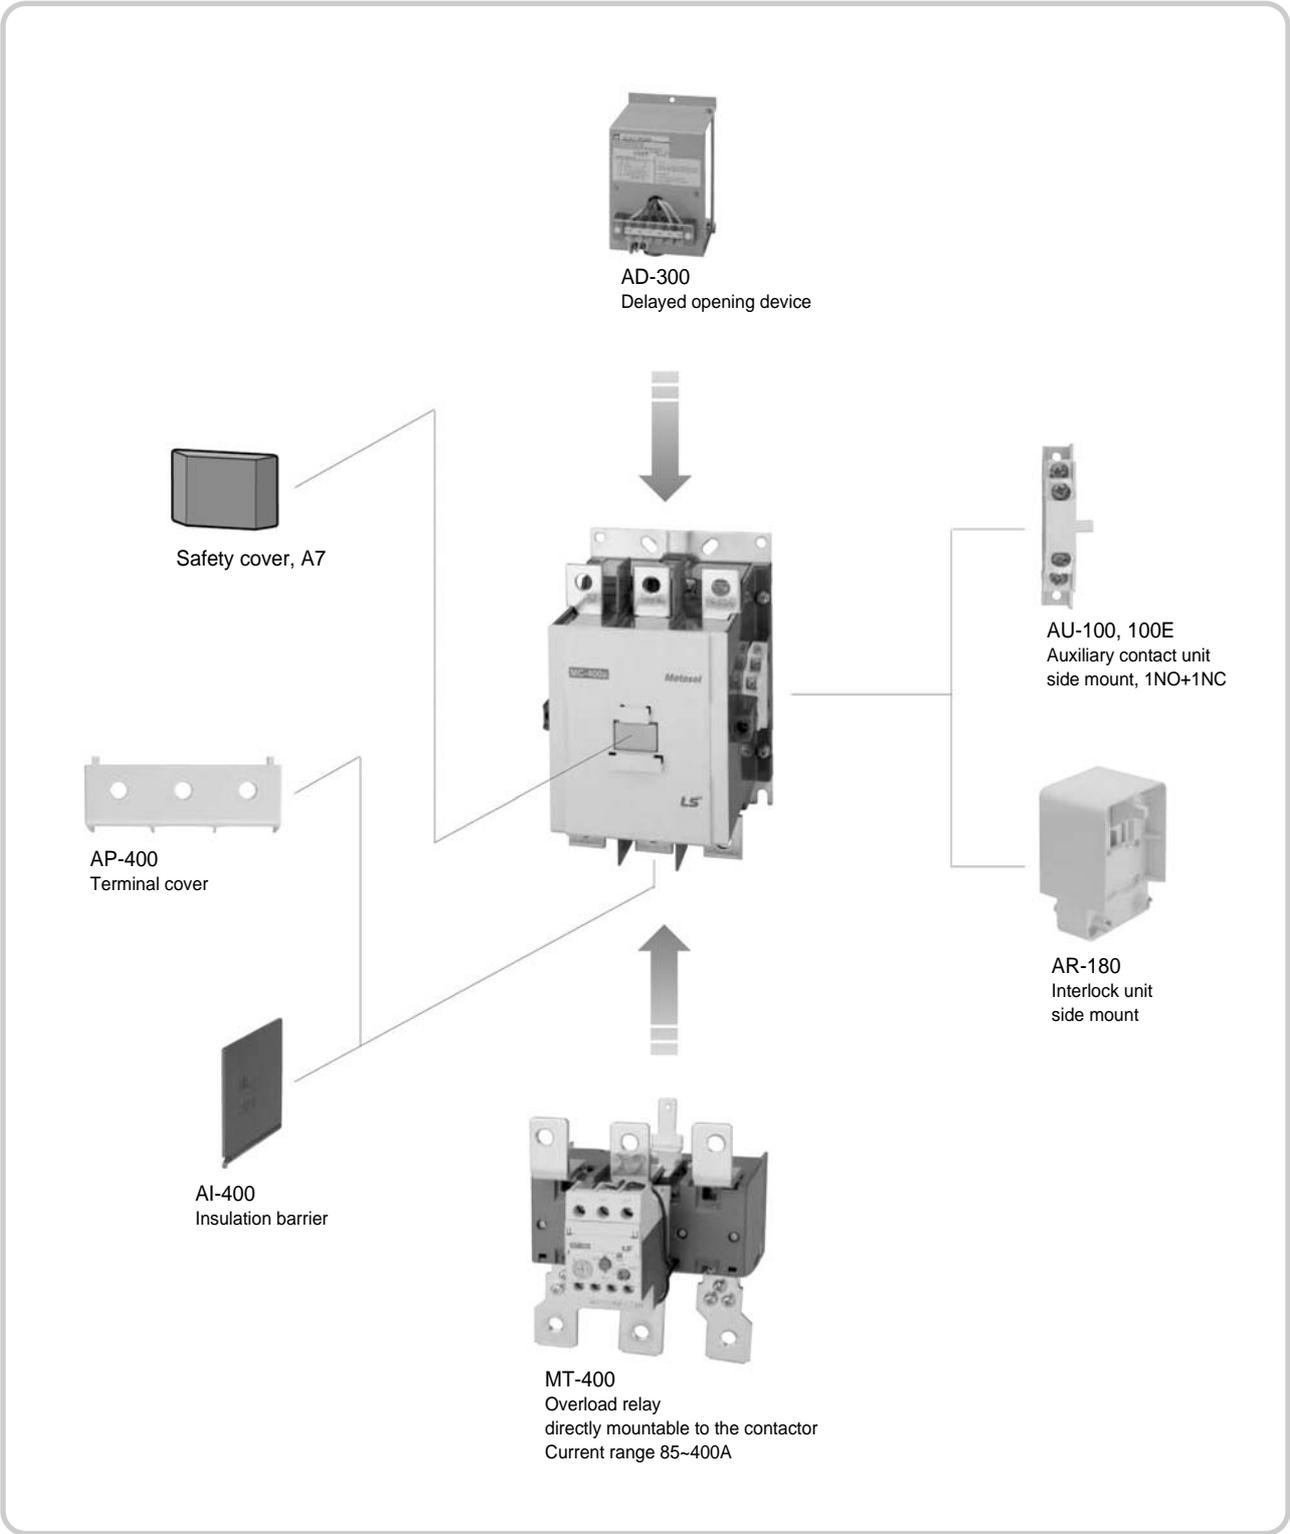 AD-300
Delayed opening device
Safety cover, A7
AU-100, 100E
Auxiliary contact unit
side mount, 1NO+1NC
MC-400a
Metasol
LS
AP-400
Terminal cover
AR-180
Interlock unit
side mount
AI-400
Insulation barrier
LS
MT-400
Overload relay
directly mountable to the contactor
Current range 85~400A